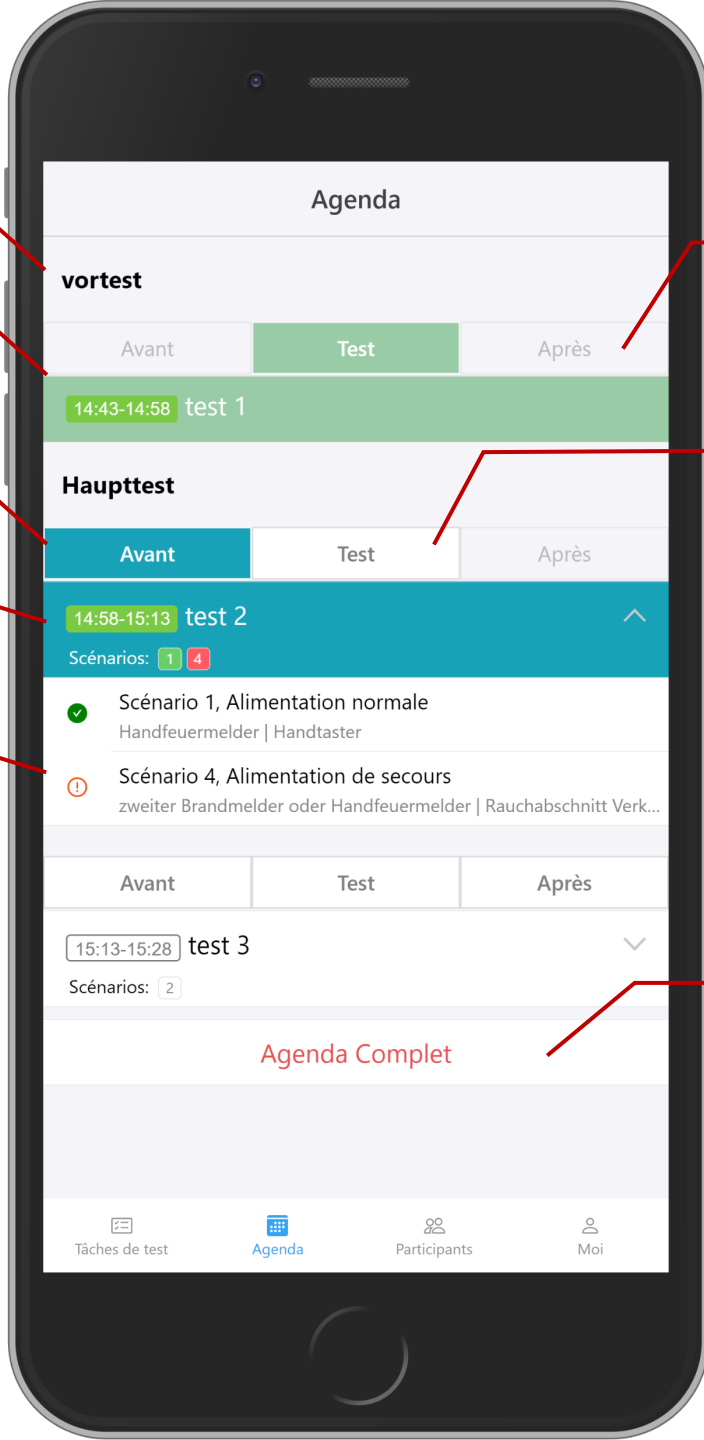 Agenda
vortest
Avant Test Après
14:43-14:58 test 1
Haupttest
Avant Test Après
14:58-15:13 test 2
Scénarios: 1 4
Scénario 1, Alimentation normale
Handfeuermelder | Handtaster
Scénario 4, Alimentation de secours
zweiter Brandmelder oder Handfeuermelder | Rauchabschnitt Verk...
Avant Test Après
15:13-15:28 test 3
Scénarios: 2
Agenda Complet
Tâches de test Agenda Participants Moi